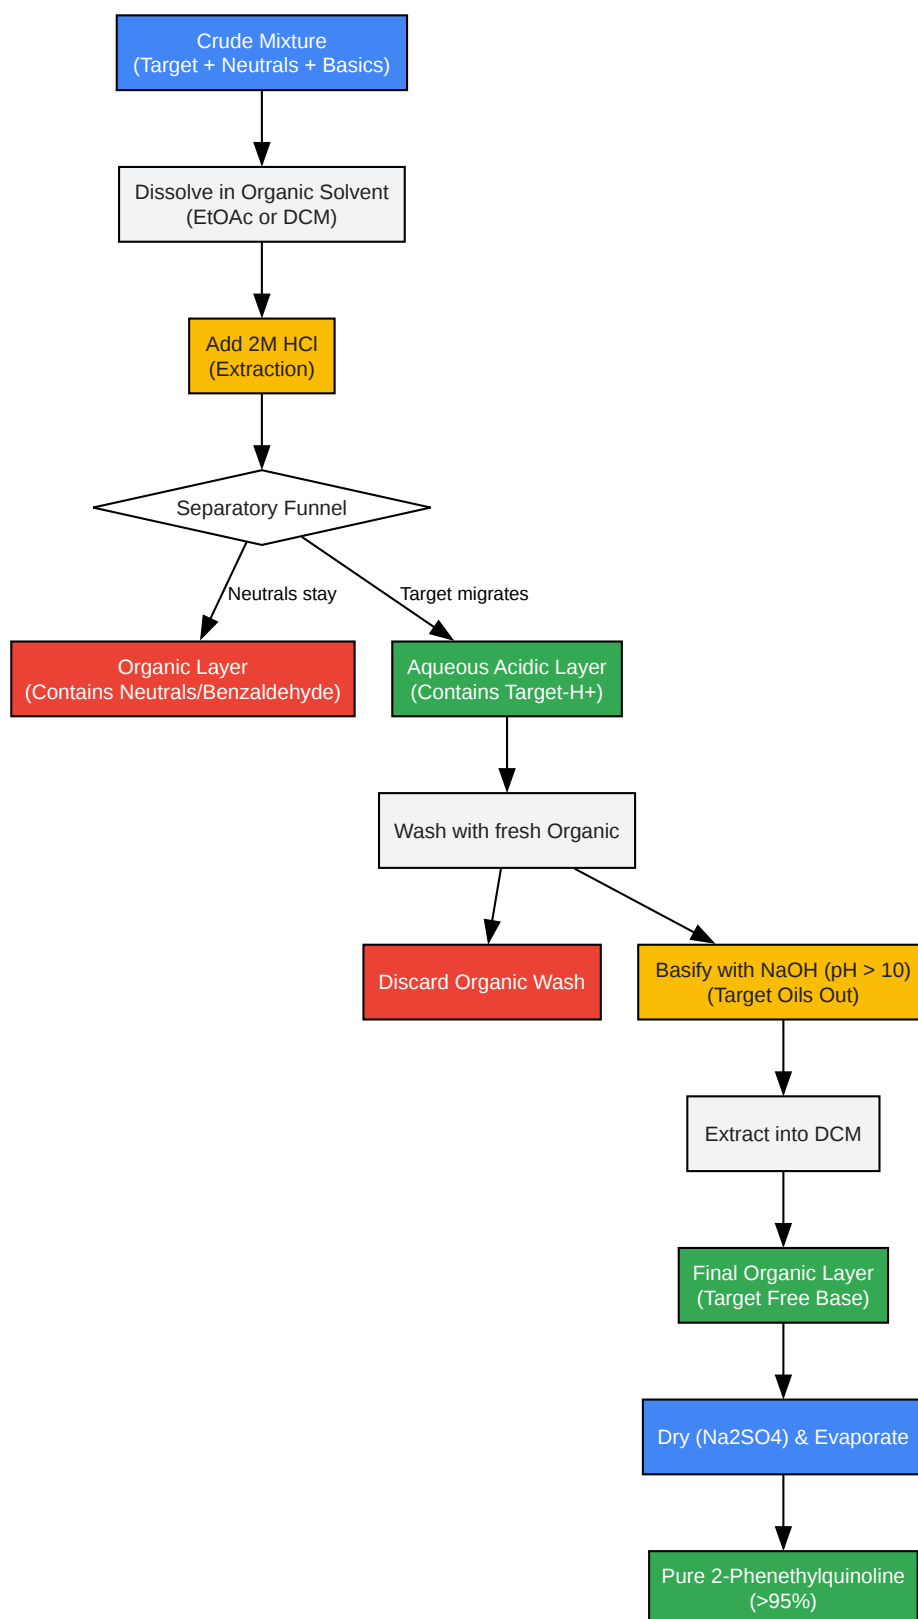 Crude Mixture
(Target + Neutrals + Basics)
Dissolve in Organic Solvent
(EtOAc or DCM)
Add 2M HCl
(Extraction)
Separatory Funnel
Neutrals stay
Target migrates
Organic Layer
(Contains Neutrals/Benzaldehyde)
Aqueous Acidic Layer
(Contains Target-H+)
Wash with fresh Organic
Discard Organic Wash
Basify with NaOH (pH > 10)
(Target Oils Out)
Extract into DCM
Final Organic Layer
(Target Free Base)
Dry (Na2SO4) & Evaporate
Pure 2-Phenethylquinoline
(>95%)